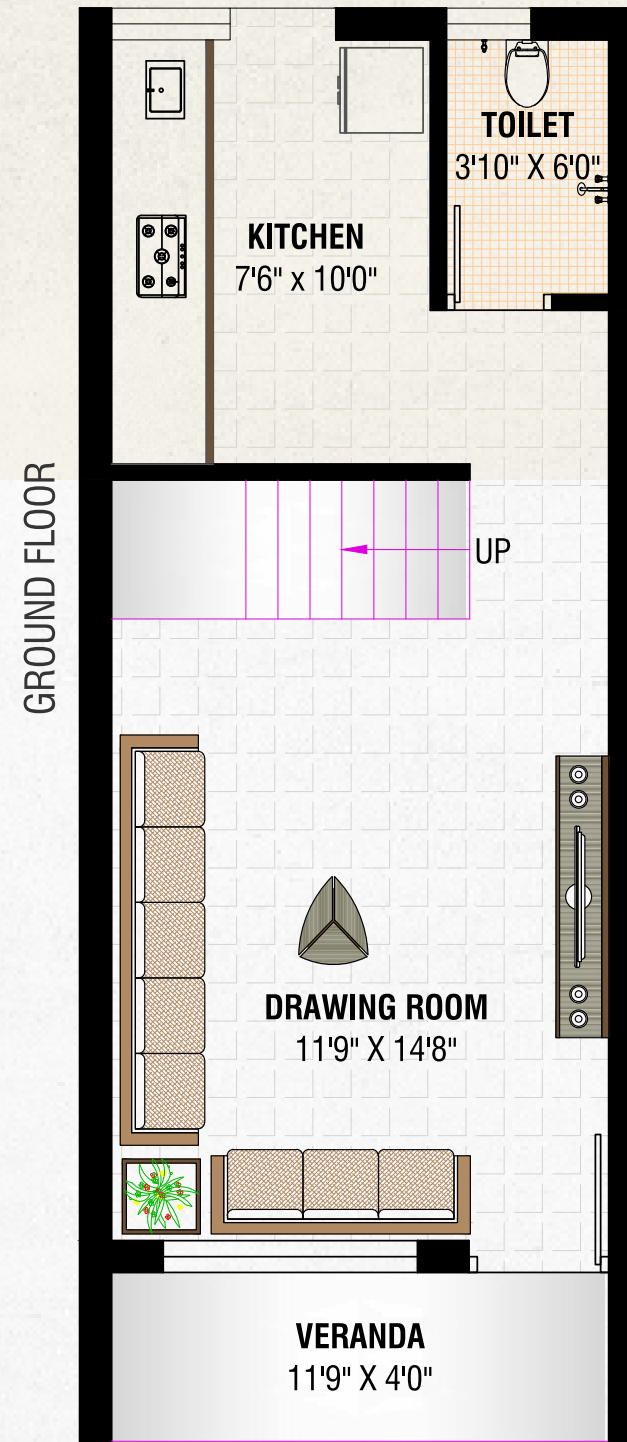 TOILET
3'10" X 6'0"
KITCHEN
7'6" x 10'0"
GROUND FLOOR
UP
DRAWING ROOM
11'9" X 14'8"
VERANDA
11'9" X 4'0"